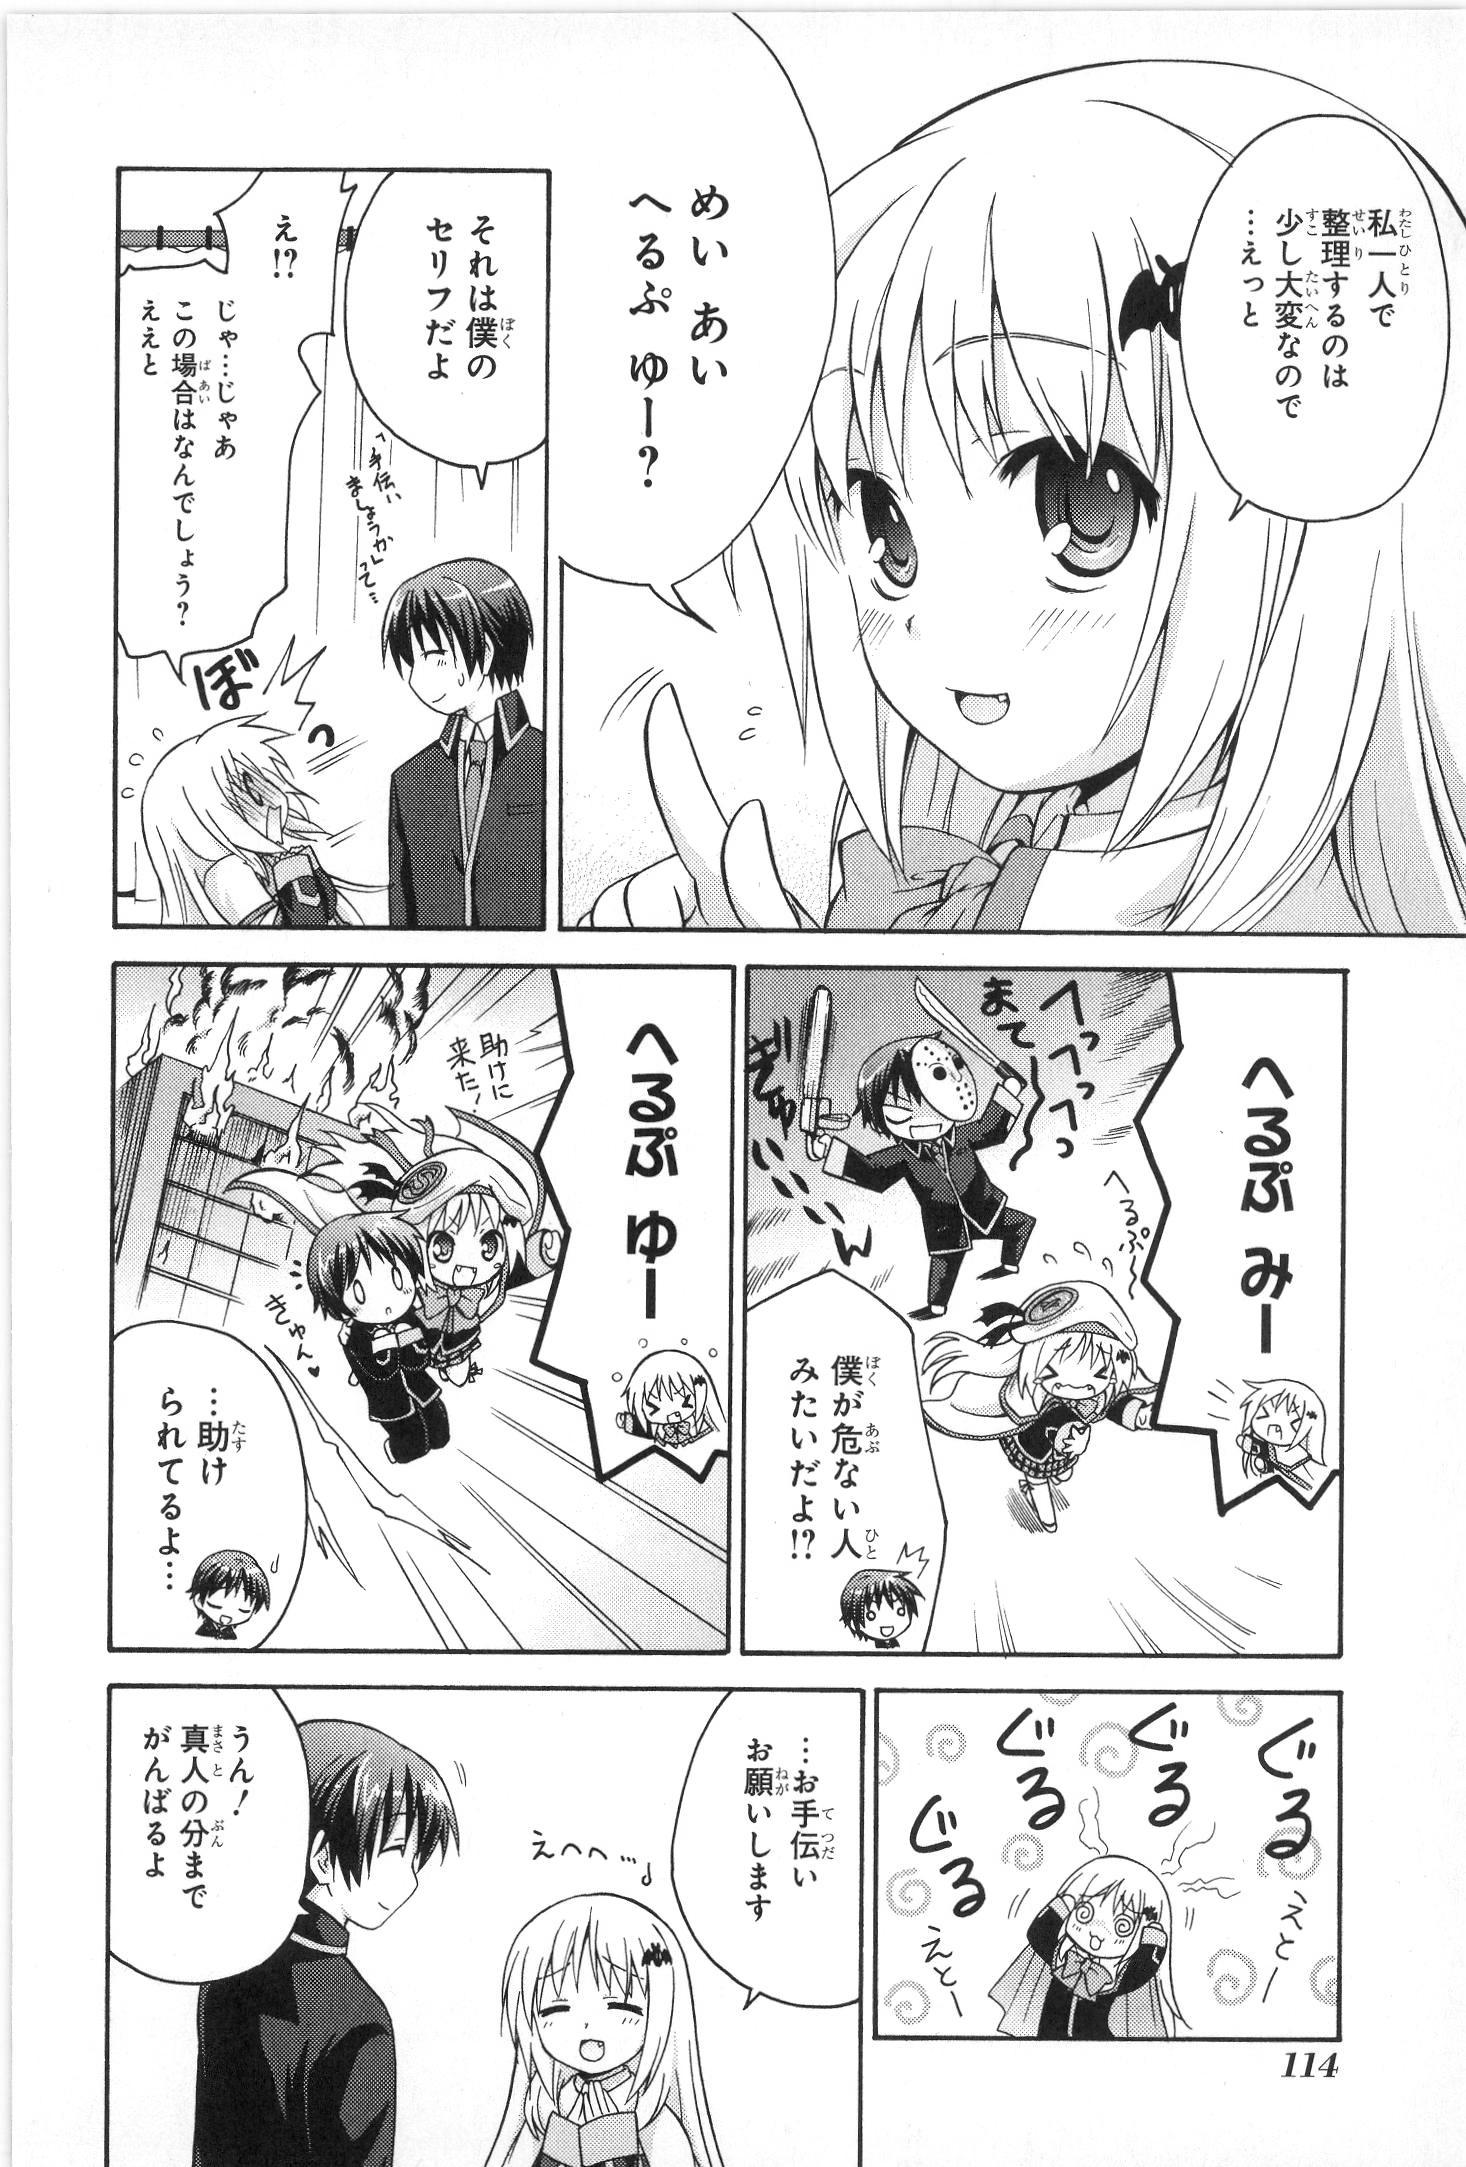 私一人で
整理するのは
少し大変なので
…えっと
めい あい
へるぷ ゆー？
それは僕の
セリフだよ
「手伝い
ましょうか」って…
え!?
じゃ…じゃあ
この場合はなんでしょう？
ええと
ぼっ
へるぷ みー
へっへっへっ
まてー
へるぷー
僕が危ない人
みたいだよ!?
へるぷ ゆー
助けに
来た！
きゅん♥
…助け
られてるよ…
ぐる
ぐる
ぐる
ぐる
えとー
えとー
…お手伝い
お願いします
えへへ…♪
うん！
真人の分まで
がんばるよ
114